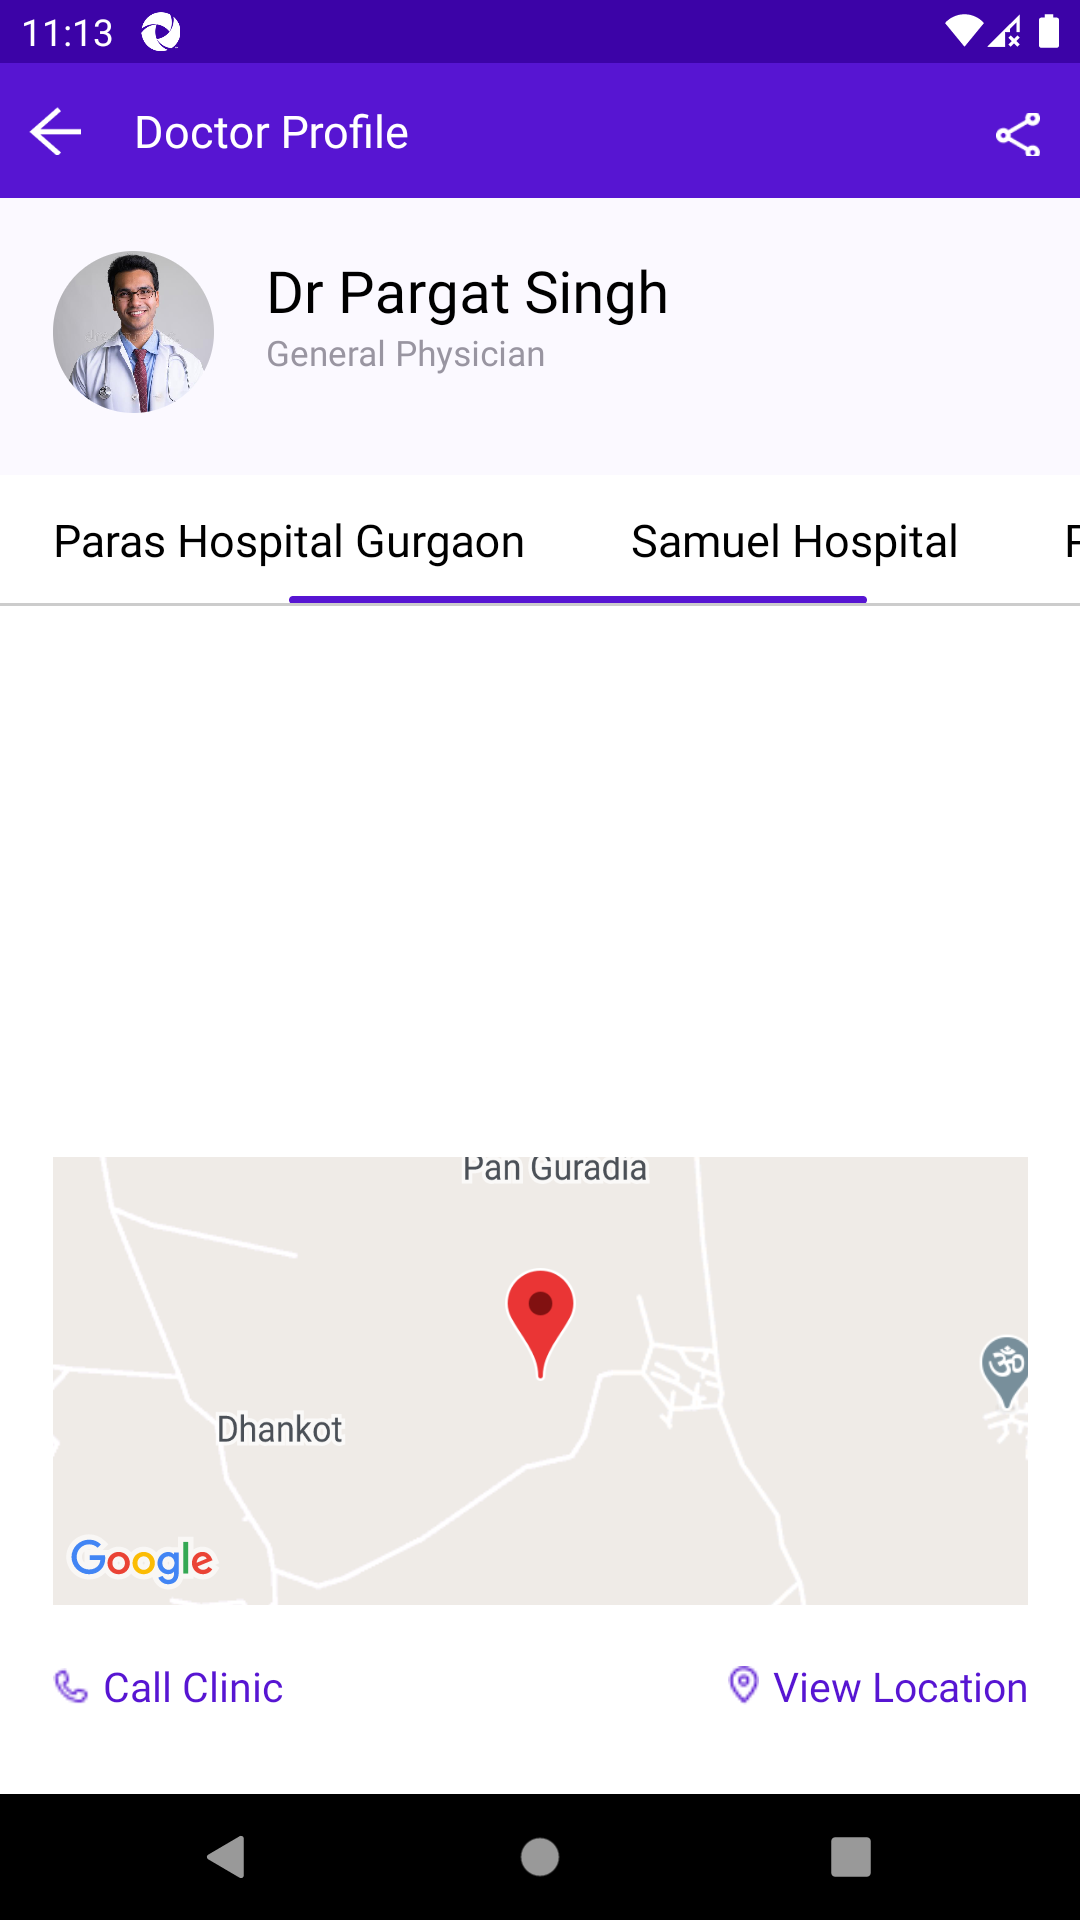 11:13
Doctor Profile
Dr Pargat Singh
General Physician
Paras Hospital Gurgaon Samuel Hospital
Pan Guradia
ॐ
Dhankot
Google
Call Clinic View Location